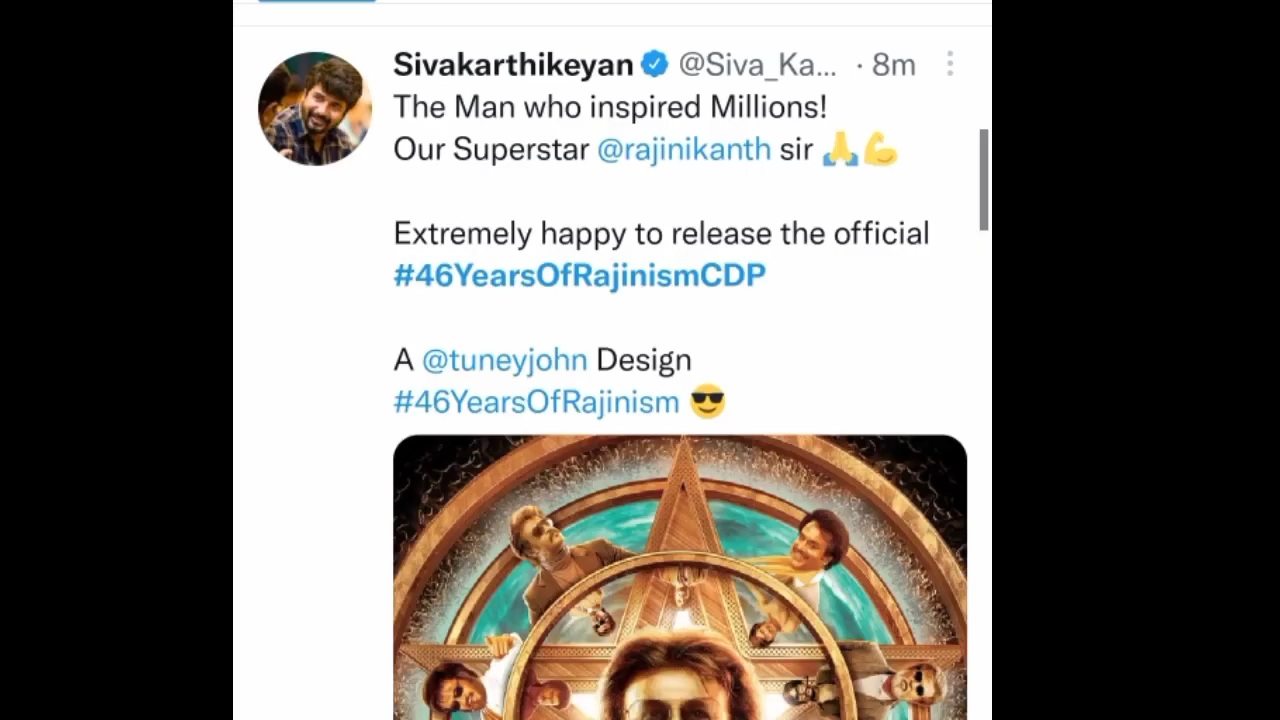 Sivakarthikeyan @Siva_Ka... · 8m
The Man who inspired Millions!
Our Superstar @rajinikanth sir 🙏💪
Extremely happy to release the official
#46YearsOfRajinismCDP
A @tuneyjohn Design
#46YearsOfRajinism 😎